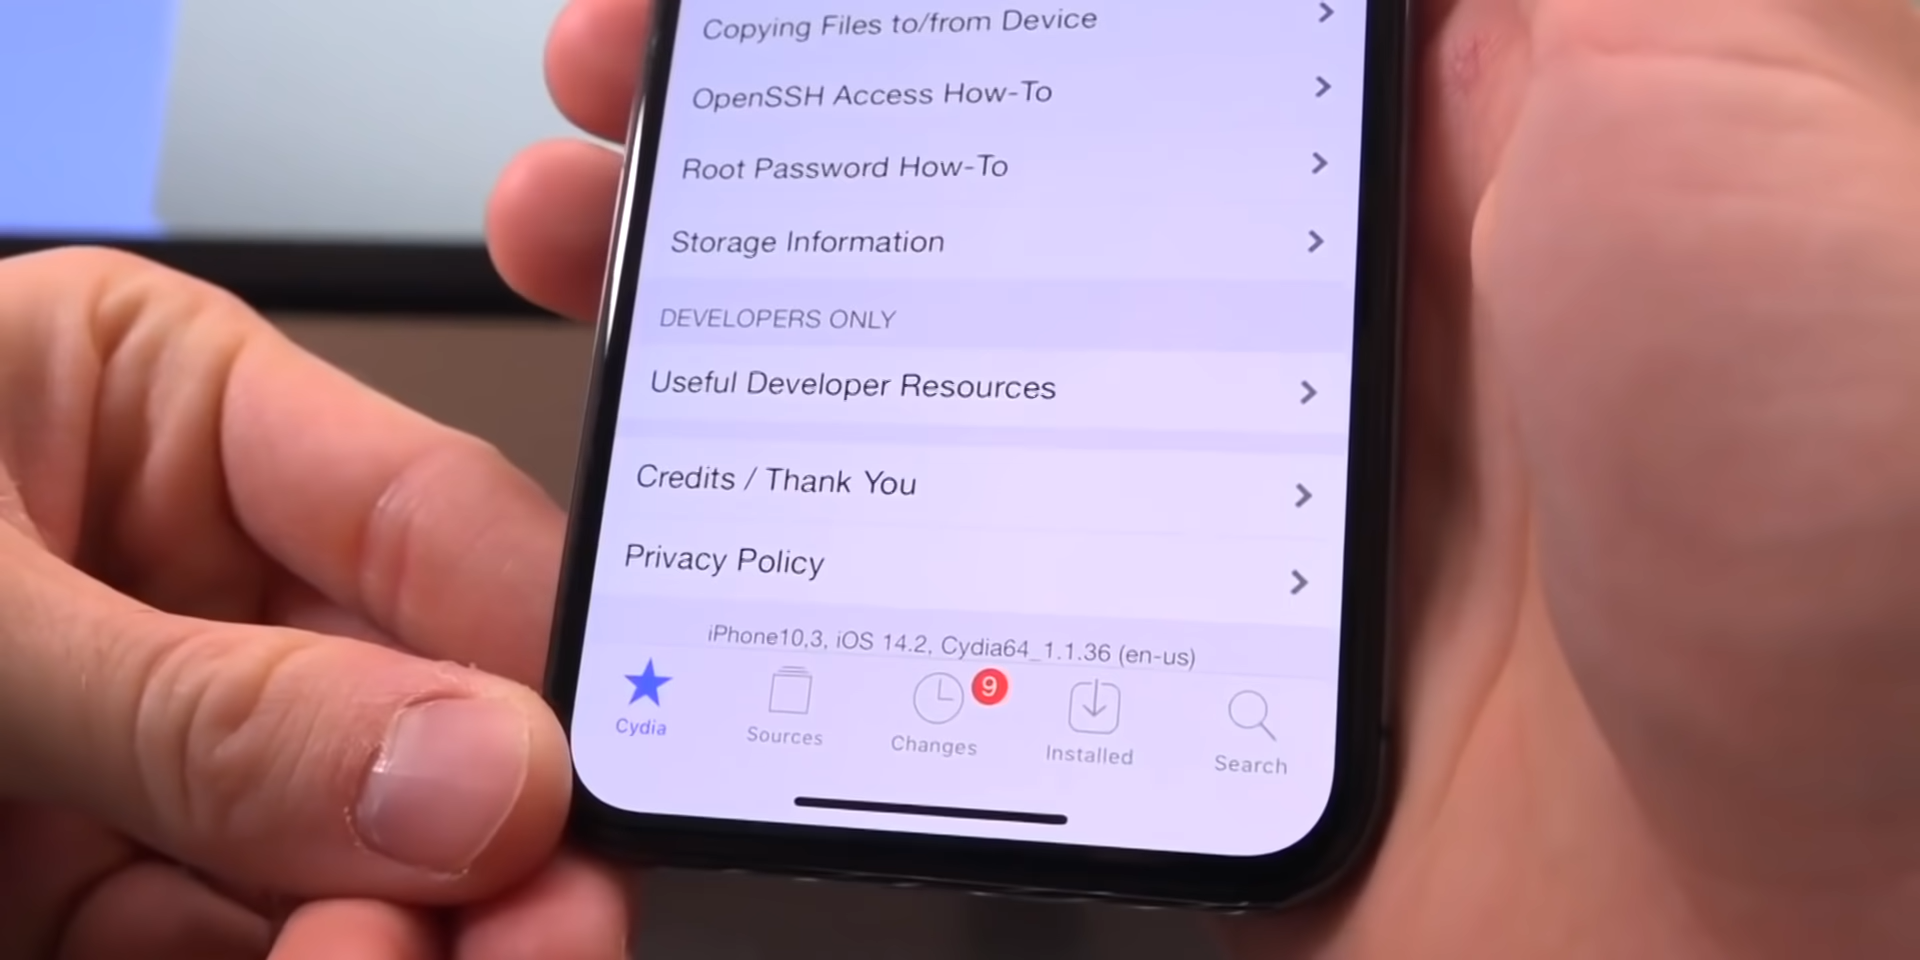 Copying Files to/from Device
OpenSSH Access How-To
Root Password How-To
Storage Information
DEVELOPERS ONLY
Useful Developer Resources
Credits / Thank You
Privacy Policy
iPhone10,3, iOS 14.2, Cydia64_1.1.36 (en-us)
9
Cydia Sources Changes Installed Search